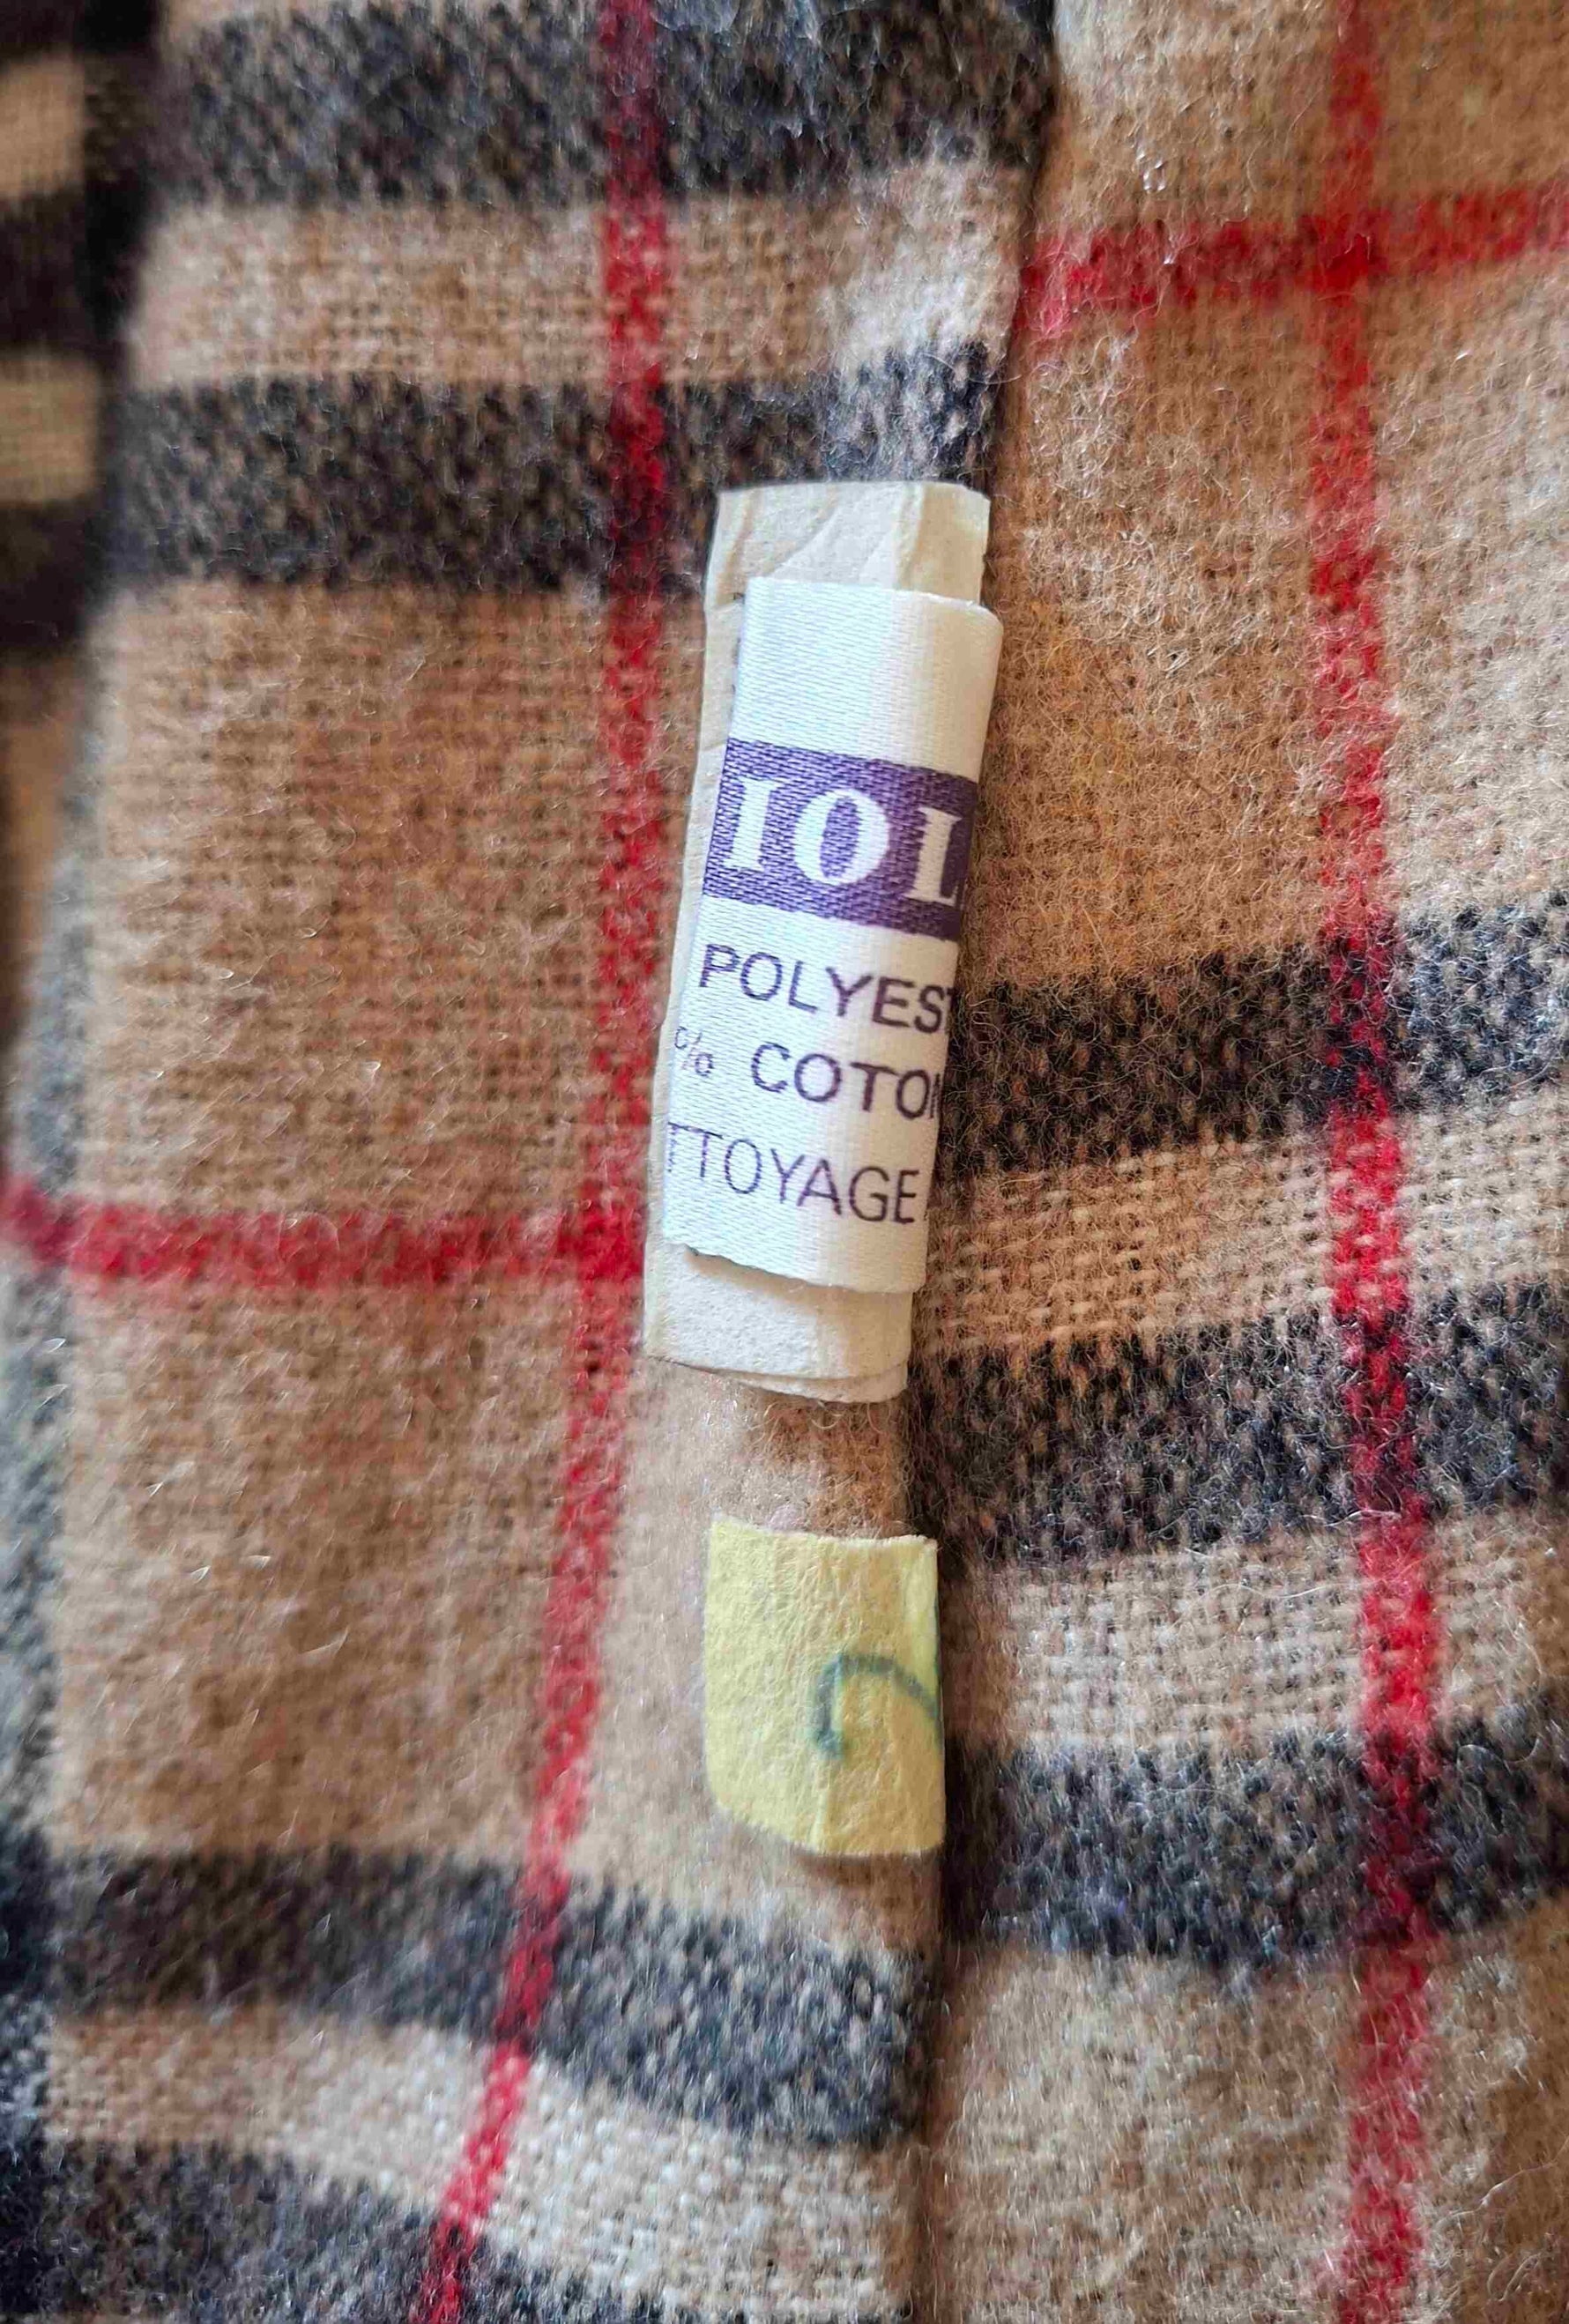 IOL
POLYEST
% COTON
TTOYAGE